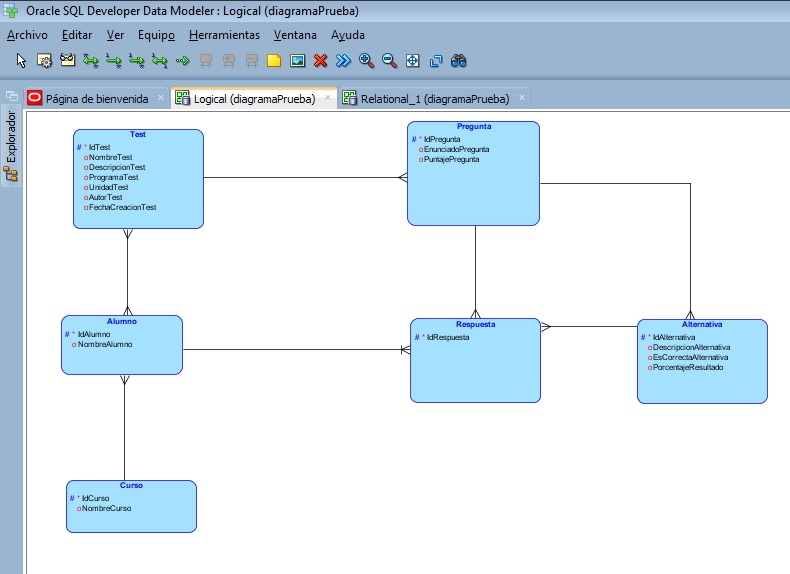 Oracle SQL Developer Data Modeler : Logical (diagramaPrueba)
Archivo Editar Ver Equipo Herramientas Ventana Ayuda
Página de bienvenida × Logical (diagramaPrueba) × Relational_1 (diagramaPrueba) ×
Explorador
Test
# * IdTest
o NombreTest
o DescripcionTest
o ProgramaTest
o UnidadTest
o AutorTest
o FechaCreacionTest
Pregunta
# * IdPregunta
o EnunciadoPregunta
o PuntajePregunta
Alumno
# * IdAlumno
o NombreAlumno
Respuesta
# * IdRespuesta
Alternativa
# * IdAlternativa
o DescripcionAlternativa
o EsCorrectaAlternativa
o PorcentajeResultado
Curso
# * IdCurso
o NombreCurso